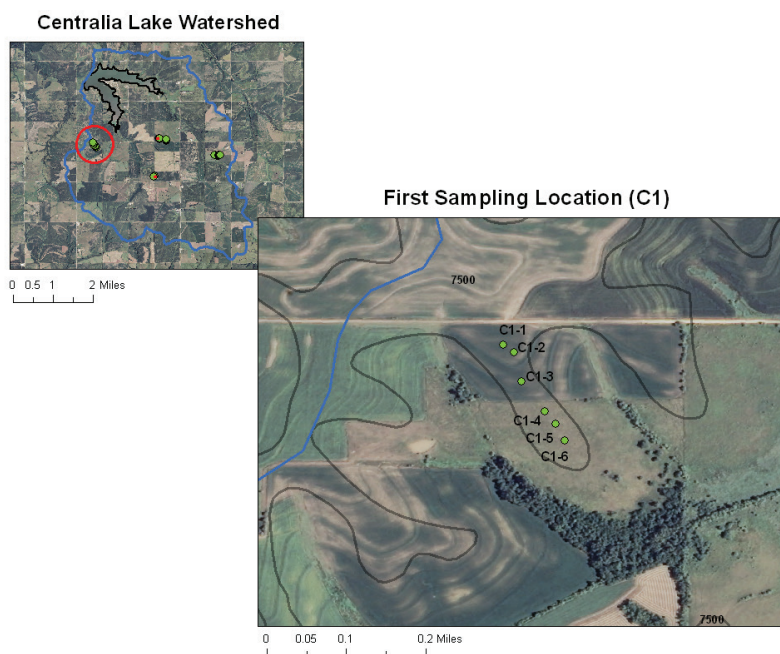 Centralia Lake Watershed
0 0.5 1 2 Miles
First Sampling Location (C1)
7500
C1-1
C1-2
C1-3
C1-4
C1-5
C1-6
7500
0 0.05 0.1 0.2 Miles